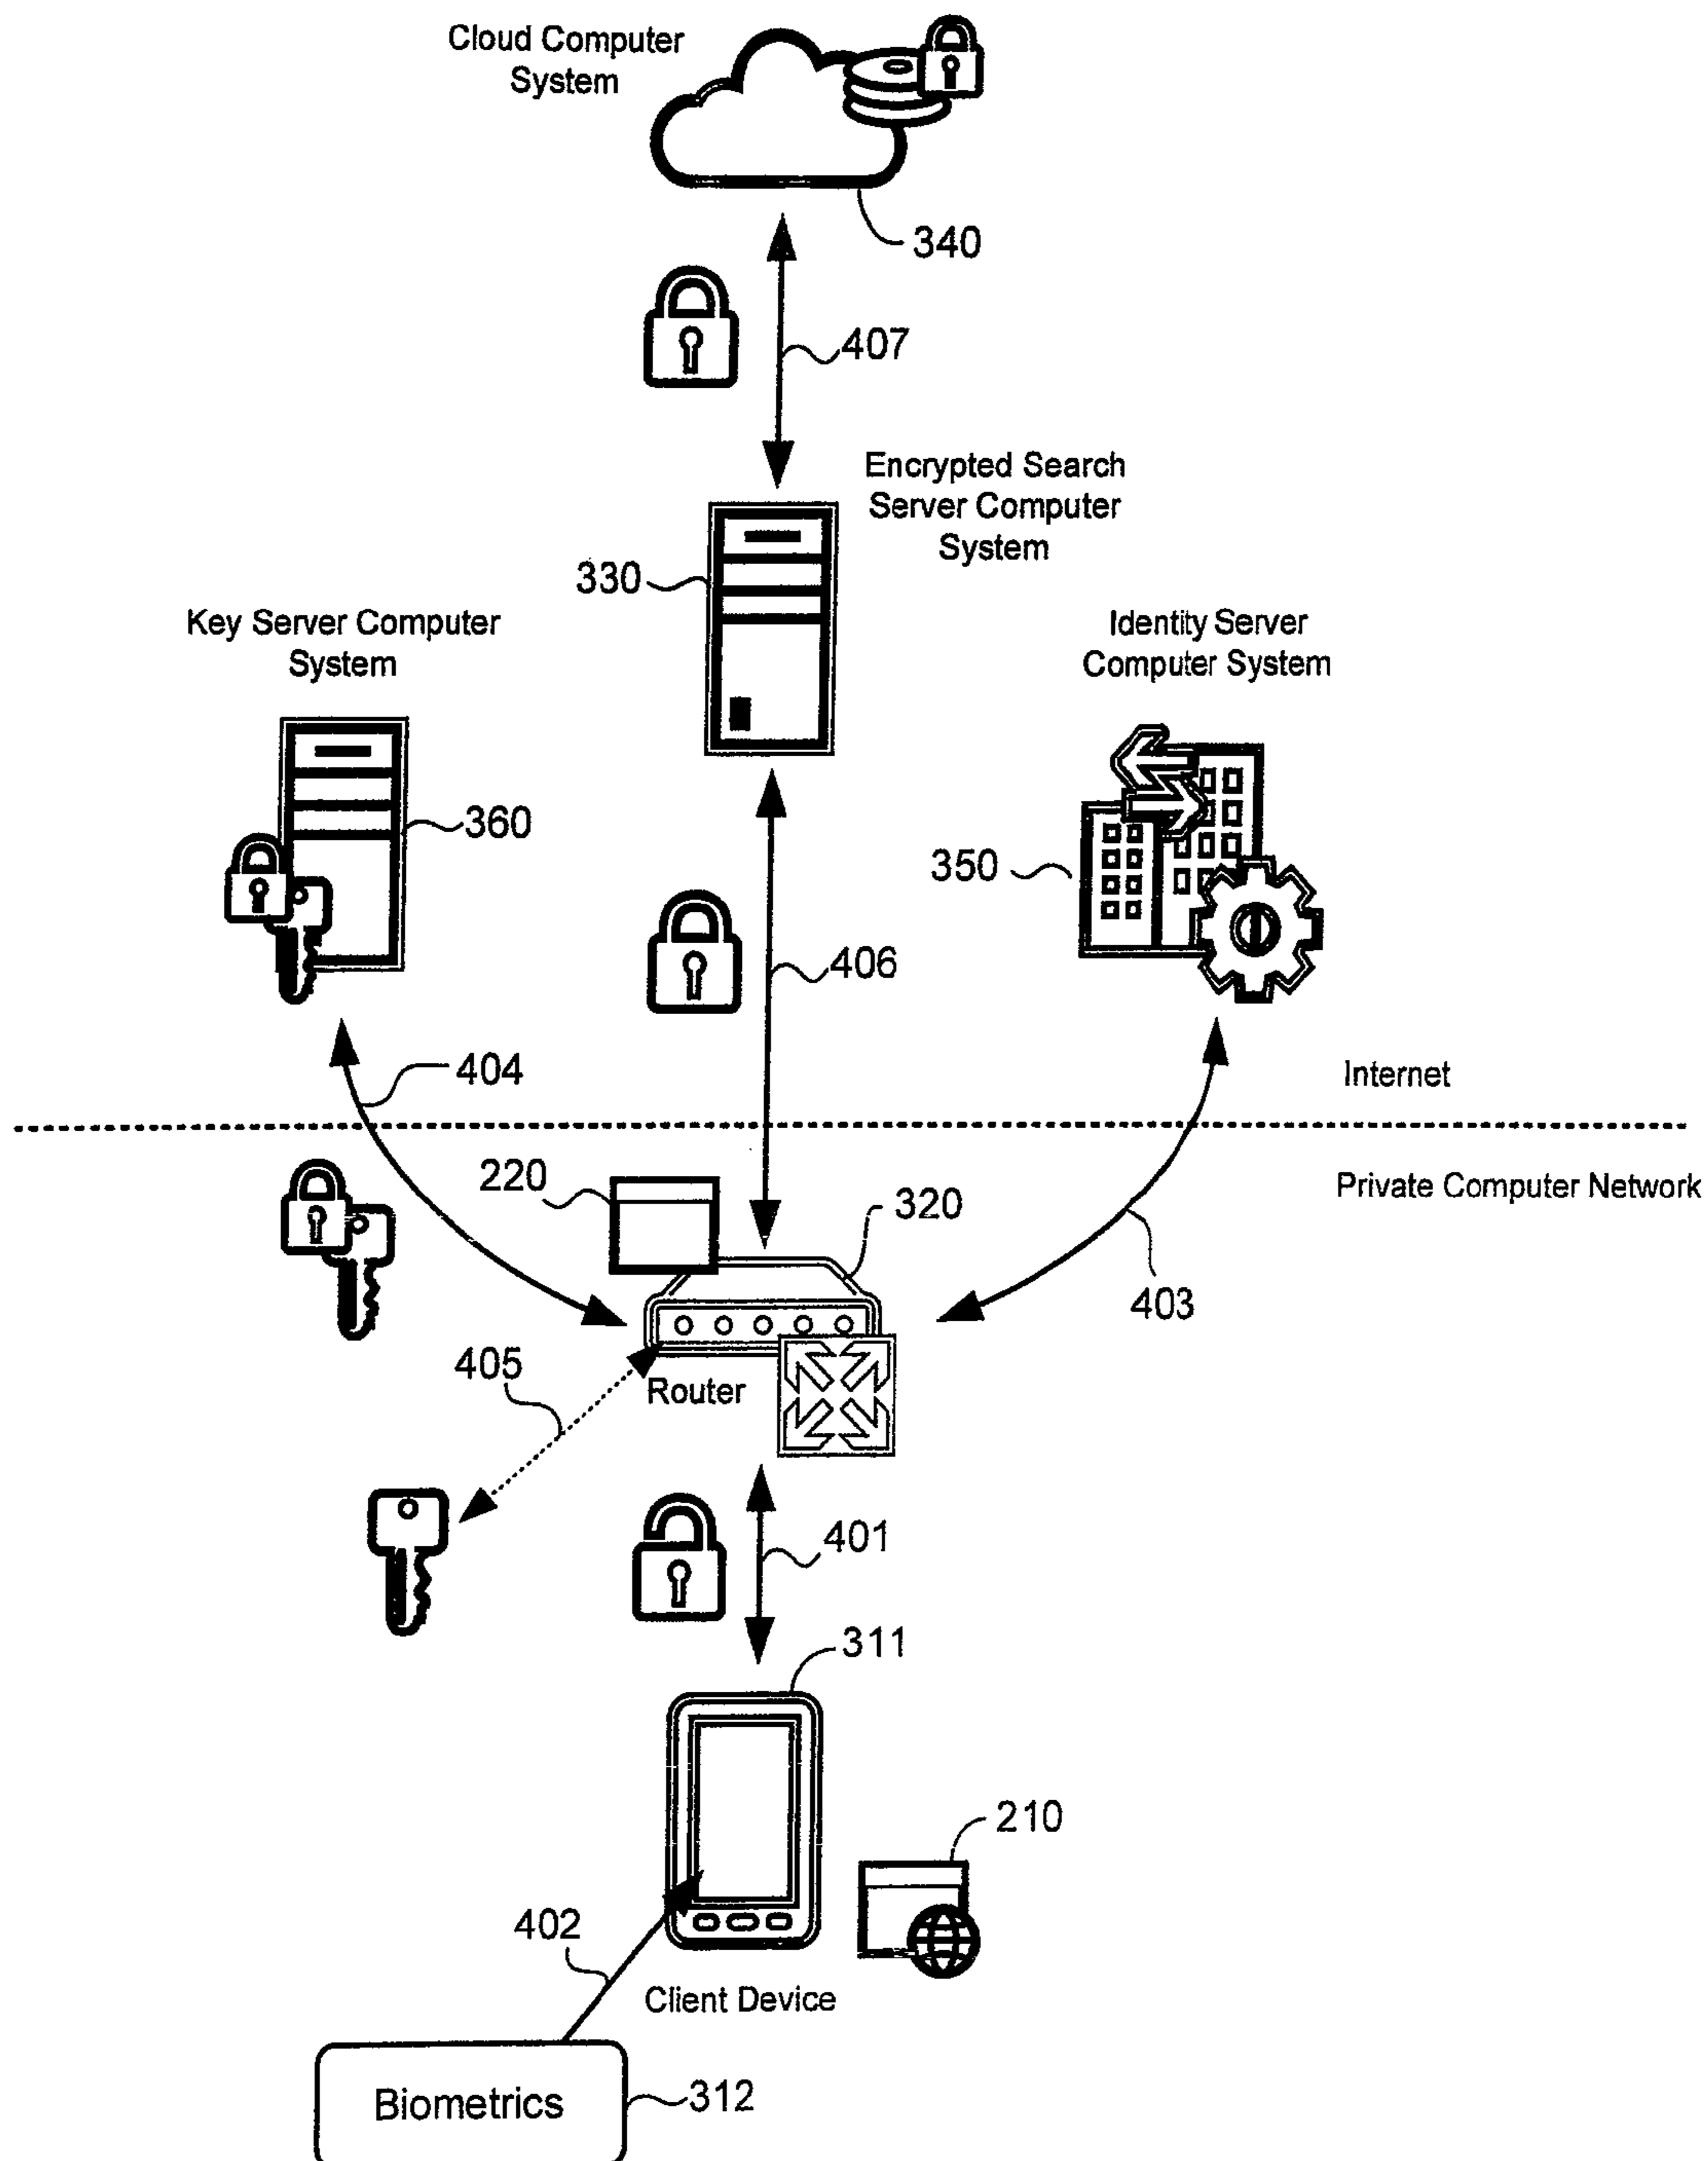 Cloud Computer
System
340
407
Encrypted Search
Server Computer
System
330
Key Server Computer
System
Identity Server
Computer System
360
350
406
404
Internet
220
320
Private Computer Network
403
405
Router
401
311
210
402
Client Device
Biometrics
312